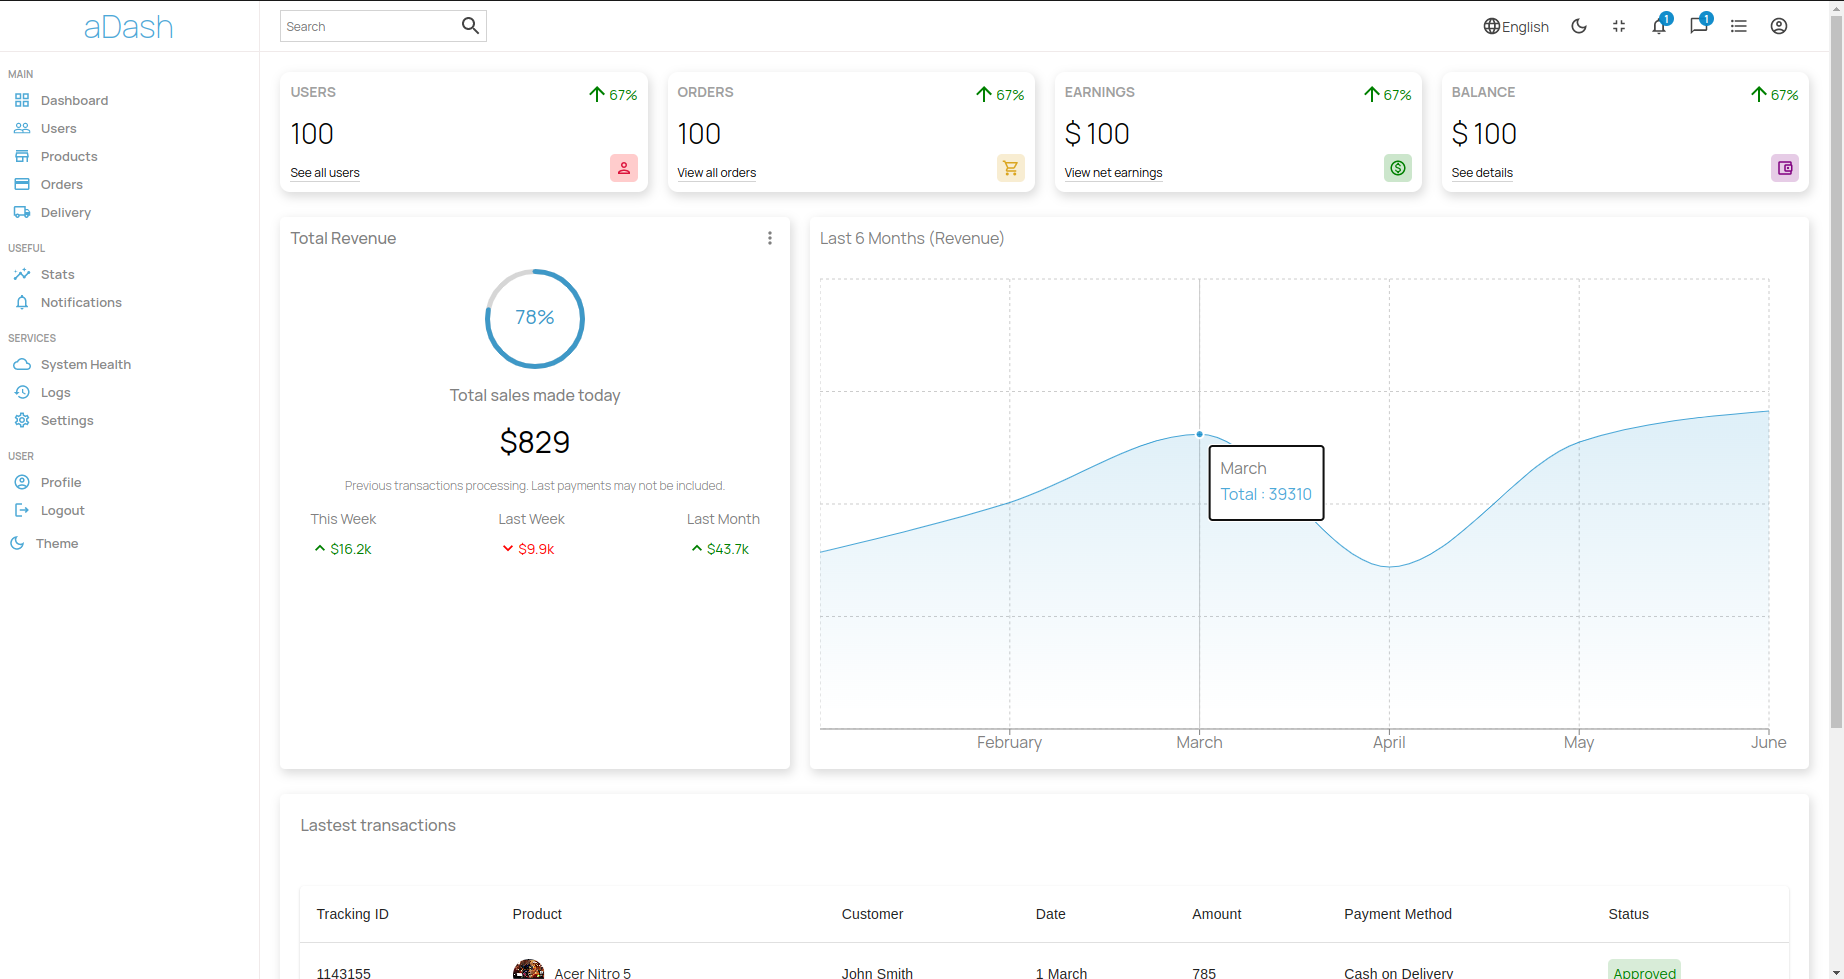 aDash
Search
English
1
1
MAIN
Dashboard
Users
Products
Orders
Delivery
USEFUL
Stats
Notifications
SERVICES
System Health
Logs
Settings
USER
Profile
Logout
Theme
USERS
67%
100
See all users
ORDERS
67%
100
View all orders
EARNINGS
67%
$ 100
View net earnings
BALANCE
67%
$ 100
See details
Total Revenue
78%
Total sales made today
$829
Previous transactions processing. Last payments may not be included.
This Week Last Week Last Month
$16.2k $9.9k $43.7k
Last 6 Months (Revenue)
March
Total : 39310
February March April May June
Lastest transactions
Tracking ID Product Customer Date Amount Payment Method Status
1143155 Acer Nitro 5 John Smith 1 March 785 Cash on Delivery Approved